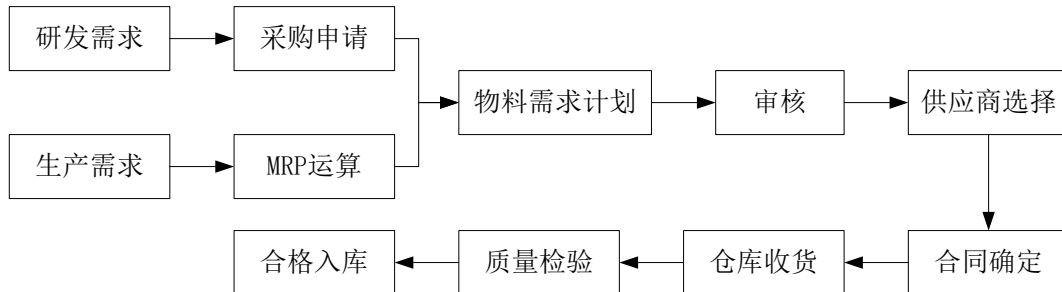 研发需求
采购申请
物料需求计划
审核
供应商选择
生产需求
MRP运算
合格入库
质量检验
仓库收货
合同确定